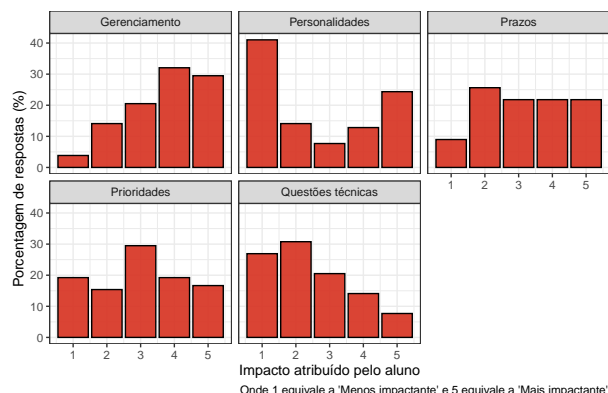 Gerenciamento
Personalidades
Prazos
Porcentagem de respostas (%)
40
30
20
10
0
1 2 3 4 5
Prioridades
Questões técnicas
40
30
20
10
0
1 2 3 4 5
1 2 3 4 5
Impacto atribuído pelo aluno
Onde 1 equivale a 'Menos impactante' e 5 equivale a 'Mais impactante'